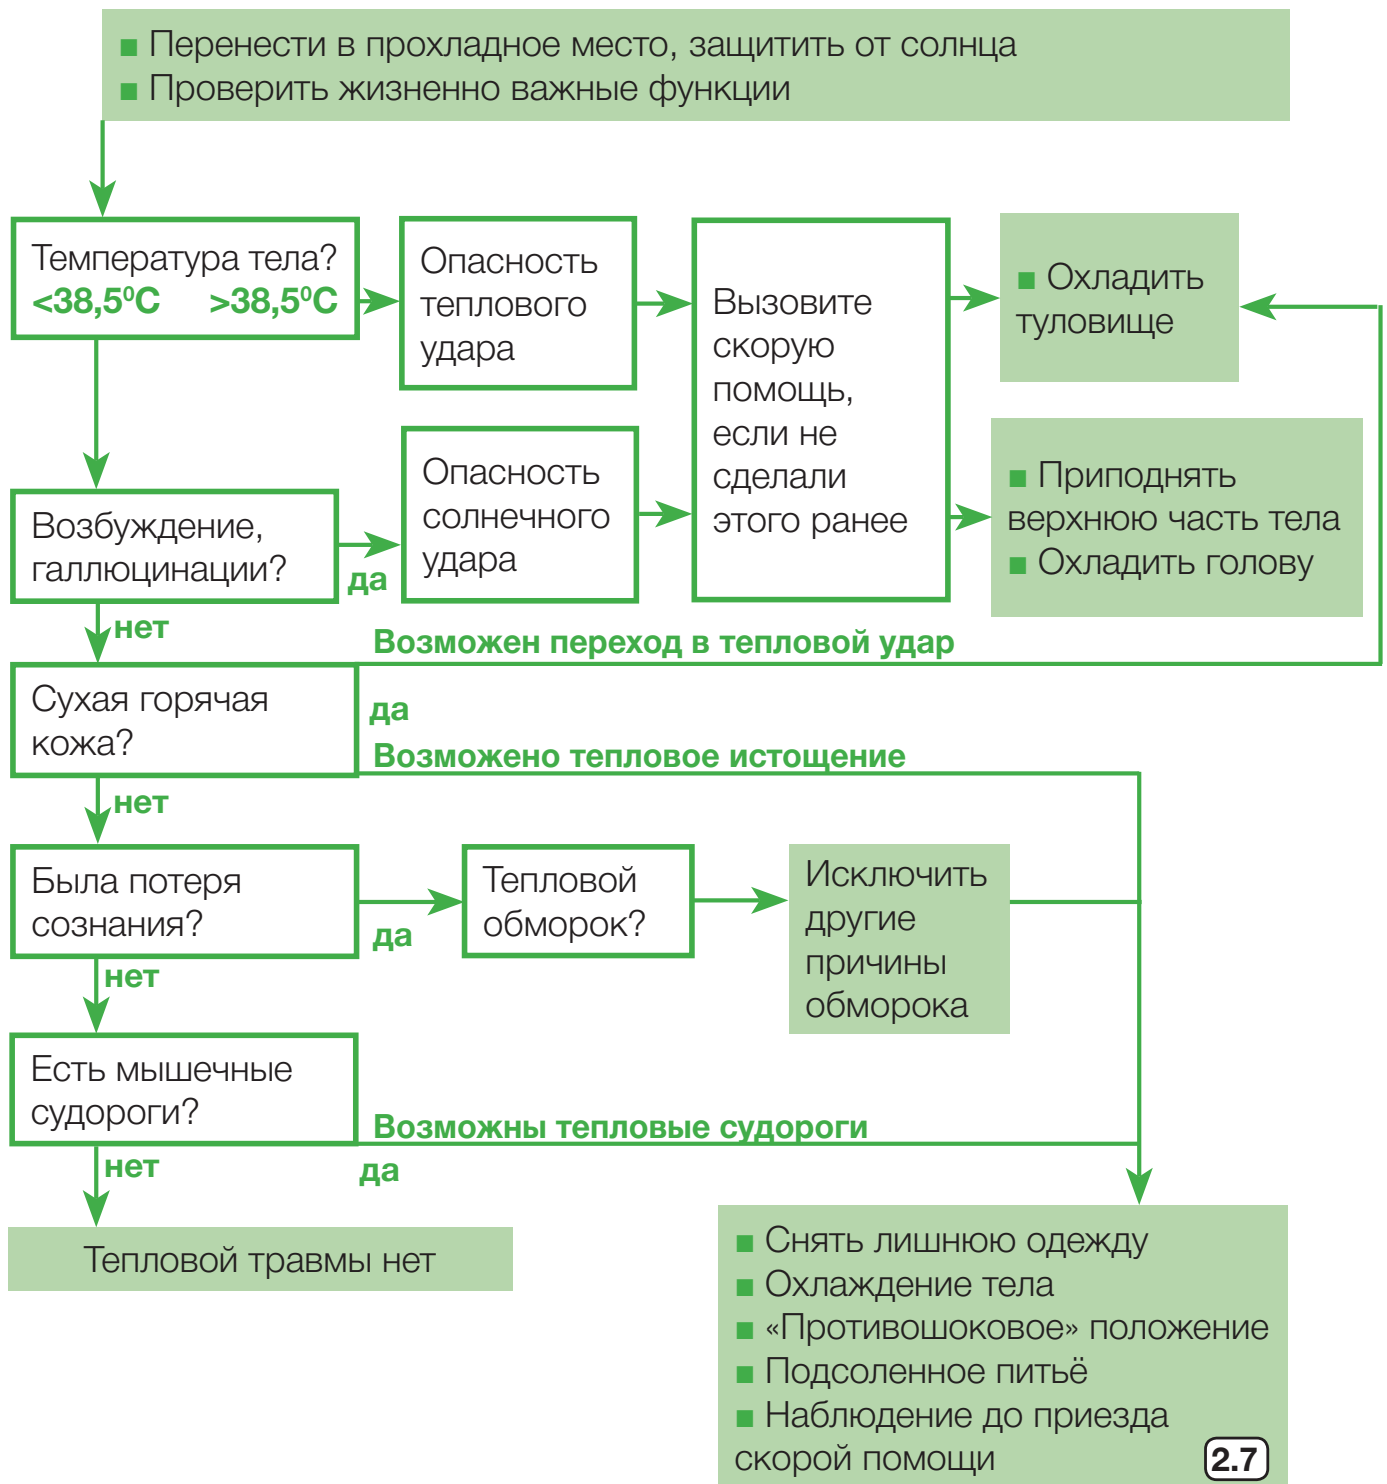 ■ Перенести в прохладное место, защитить от солнца
■ Проверить жизненно важные функции
Температура тела?
<38,5⁰C >38,5⁰C
Опасность
теплового
удара
Вызовите
скорую
помощь,
если не
сделали
этого ранее
■ Охладить
туловище
Возбуждение,
галлюцинации?
да
Опасность
солнечного
удара
■ Приподнять
верхнюю часть тела
■ Охладить голову
нет
Возможен переход в тепловой удар
Сухая горячая
кожа?
да
Возможено тепловое истощение
нет
Была потеря
сознания?
да
Тепловой
обморок?
Исключить
другие
причины
обморока
нет
Есть мышечные
судороги?
Возможны тепловые судороги
нет
да
Тепловой травмы нет
■ Снять лишнюю одежду
■ Охлаждение тела
■ «Противошоковое» положение
■ Подсоленное питьё
■ Наблюдение до приезда
скорой помощи
2.7